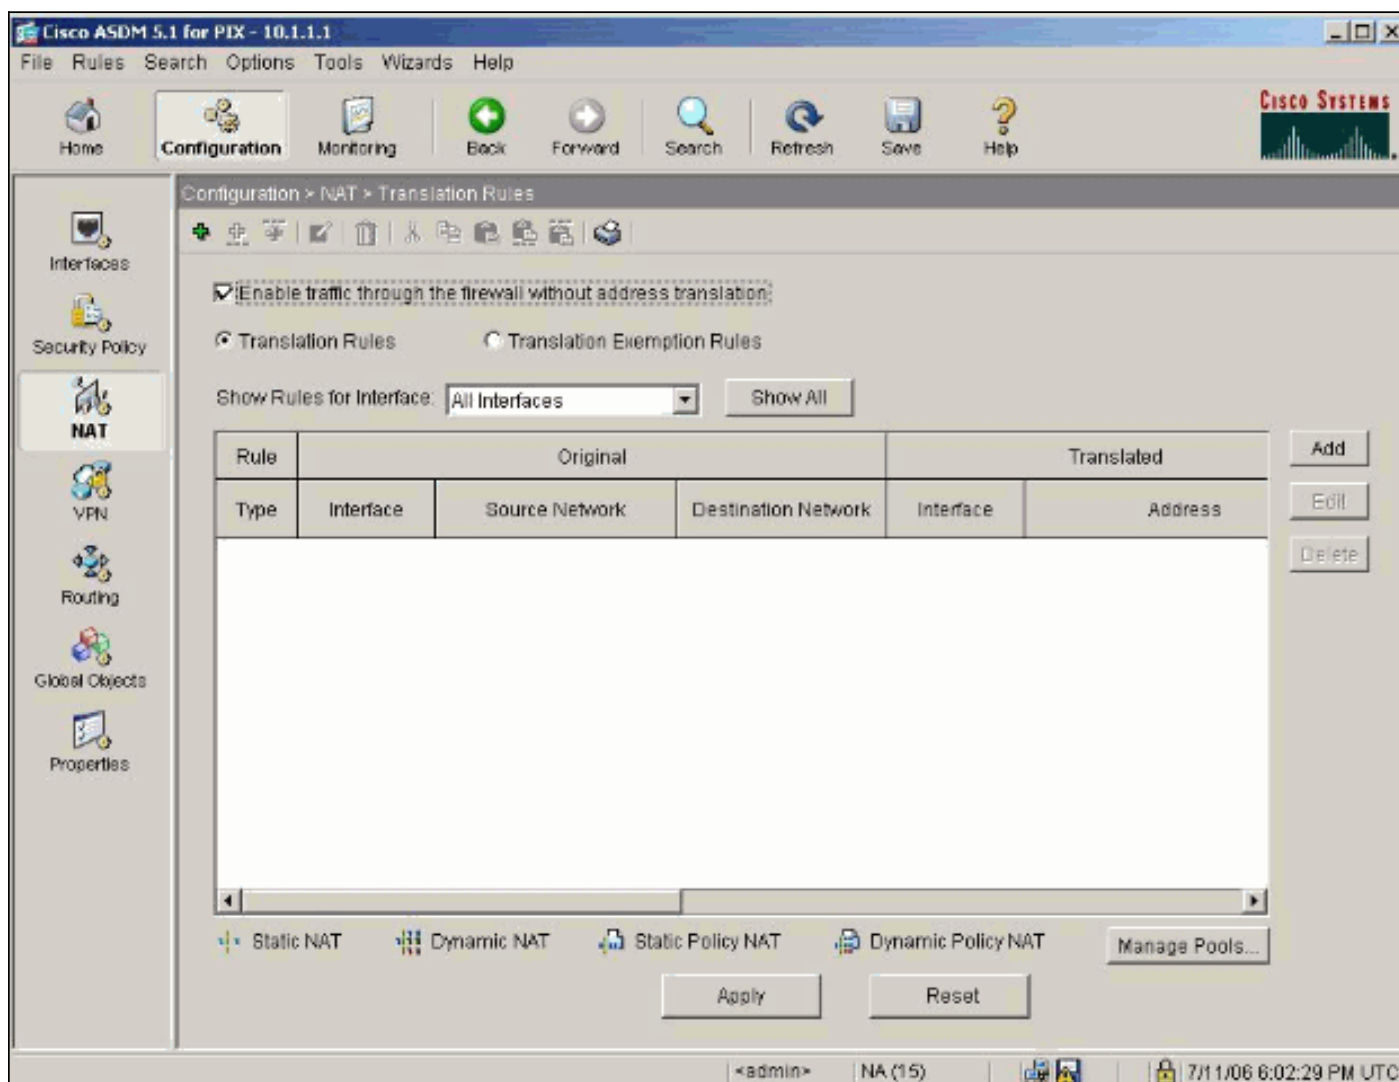 Cisco ASDM 5.1 for PIX - 10.1.1.1
File Rules Search Options Tools Wizards Help
Home Configuration Monitoring Back Forward Search Refresh Save Help
CISCO SYSTEMS
Configuration > NAT > Translation Rules
Interfaces
Security Policy
NAT
VPN
Routing
Global Objects
Properties
Enable traffic through the firewall without address translation
Translation Rules Translation Exemption Rules
Show Rules for Interface: All Interfaces Show All
Rule Original Translated
Type Interface Source Network Destination Network Interface Address
Add
Edit
Delete
Static NAT Dynamic NAT Static Policy NAT Dynamic Policy NAT Manage Pools...
Apply Reset
<admin> NA (15) 7/11/06 6:02:29 PM UTC